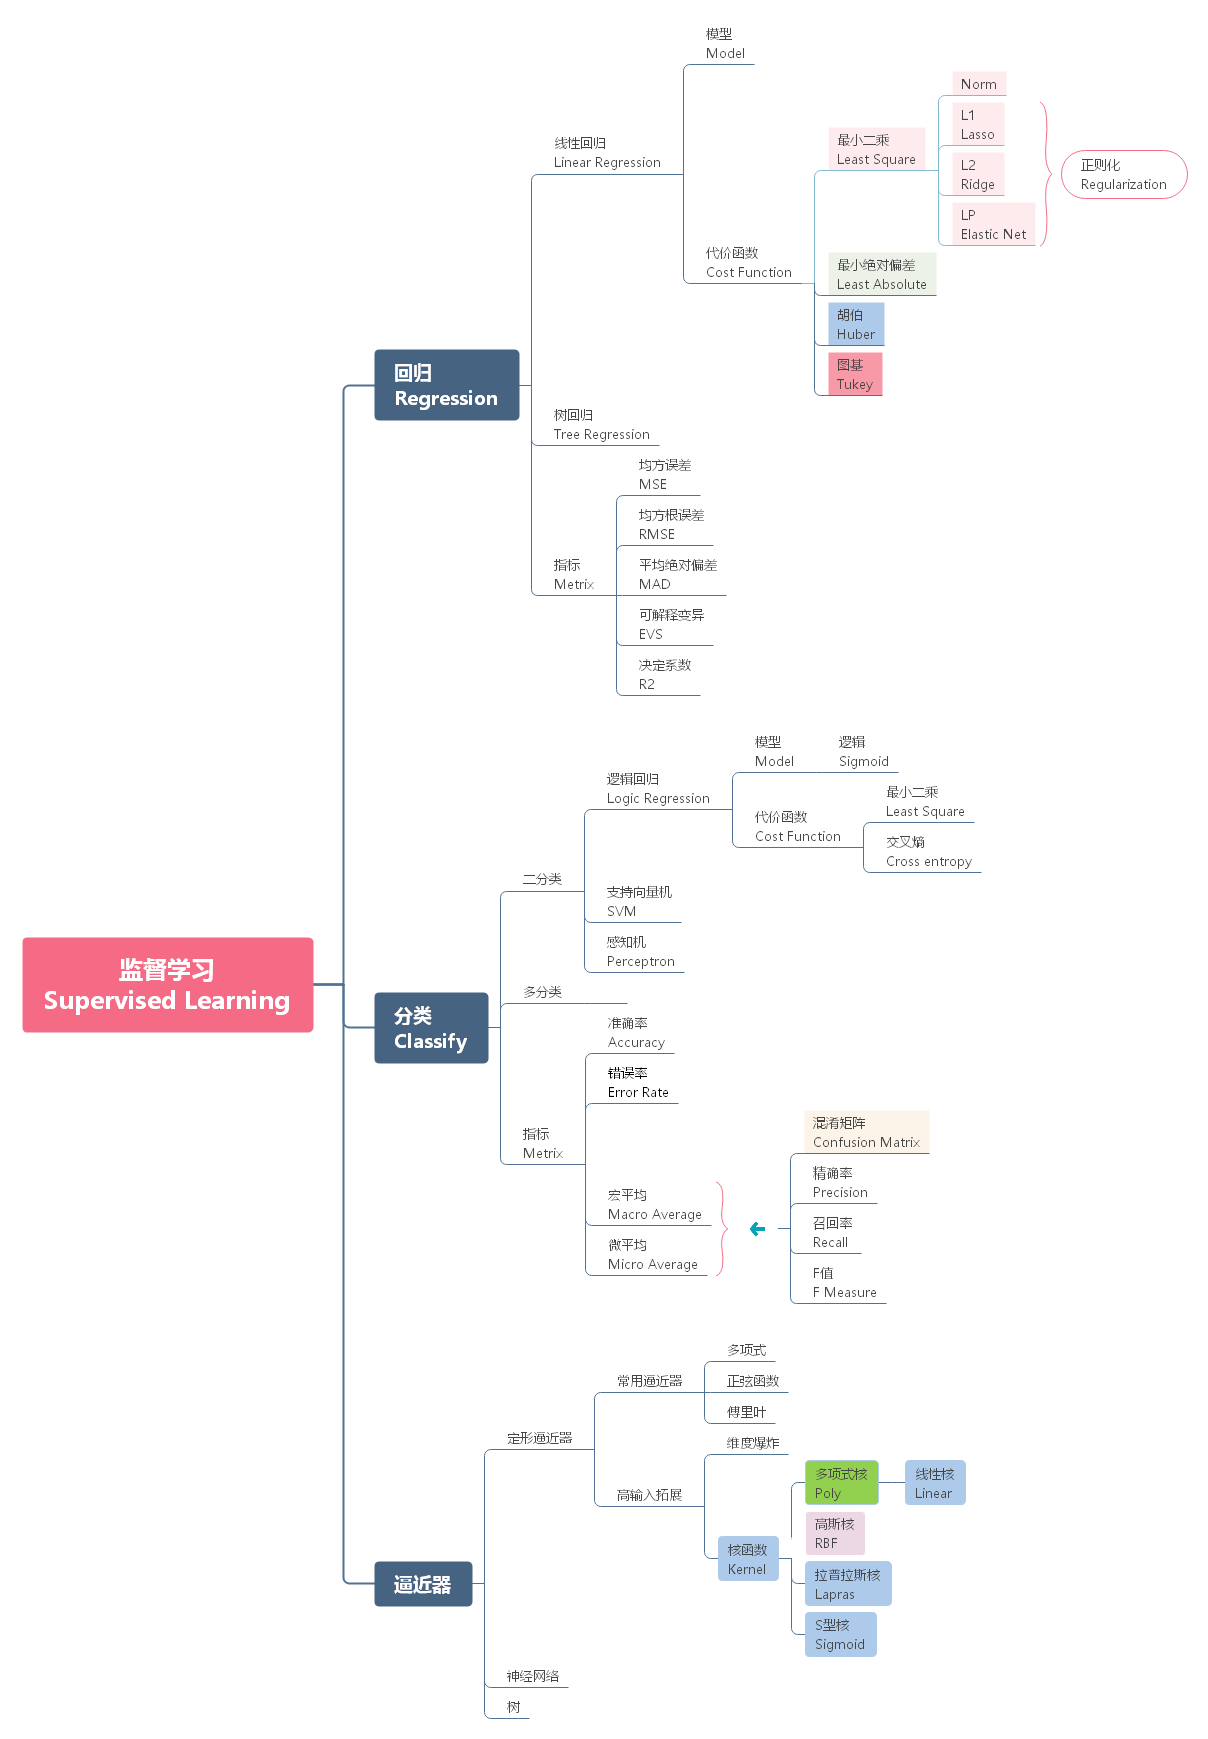 监督学习
Supervised Learning
回归
Regression
线性回归
Linear Regression
模型
Model
代价函数
Cost Function
最小二乘
Least Square
Norm
L1
Lasso
L2
Ridge
LP
Elastic Net
正则化
Regularization
最小绝对偏差
Least Absolute
胡伯
Huber
图基
Tukey
树回归
Tree Regression
指标
Metrix
均方误差
MSE
均方根误差
RMSE
平均绝对偏差
MAD
可解释变异
EVS
决定系数
R2
分类
Classify
二分类
逻辑回归
Logic Regression
模型
Model
逻辑
Sigmoid
代价函数
Cost Function
最小二乘
Least Square
交叉熵
Cross entropy
支持向量机
SVM
感知机
Perceptron
多分类
指标
Metrix
准确率
Accuracy
错误率
Error Rate
宏平均
Macro Average
微平均
Micro Average
混淆矩阵
Confusion Matrix
精确率
Precision
召回率
Recall
F值
F Measure
逼近器
定形逼近器
常用逼近器
多项式
正弦函数
傅里叶
高输入拓展
维度爆炸
核函数
Kernel
多项式核
Poly
线性核
Linear
高斯核
RBF
拉普拉斯核
Lapras
S型核
Sigmoid
神经网络
树